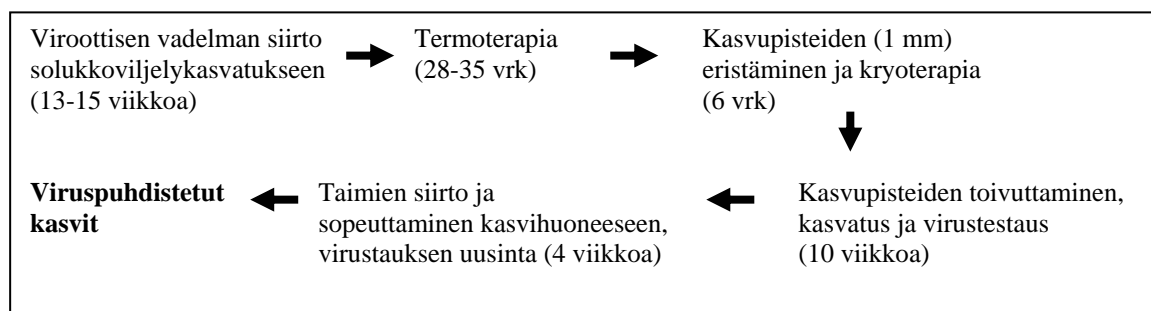 Viroottisen vadelman siirto
solukkoviljelykasvatukseen
(13-15 viikkoa)
Termoterapia
(28-35 vrk)
Kasvupisteiden (1 mm)
eristäminen ja kryoterapia
(6 vrk)
Kasvupisteiden toivuttaminen,
kasvatus ja virustestaus
(10 viikkoa)
Taimien siirto ja
sopeuttaminen kasvihuoneeseen,
virustauksen uusinta (4 viikkoa)
Viruspuhdistetut
kasvit